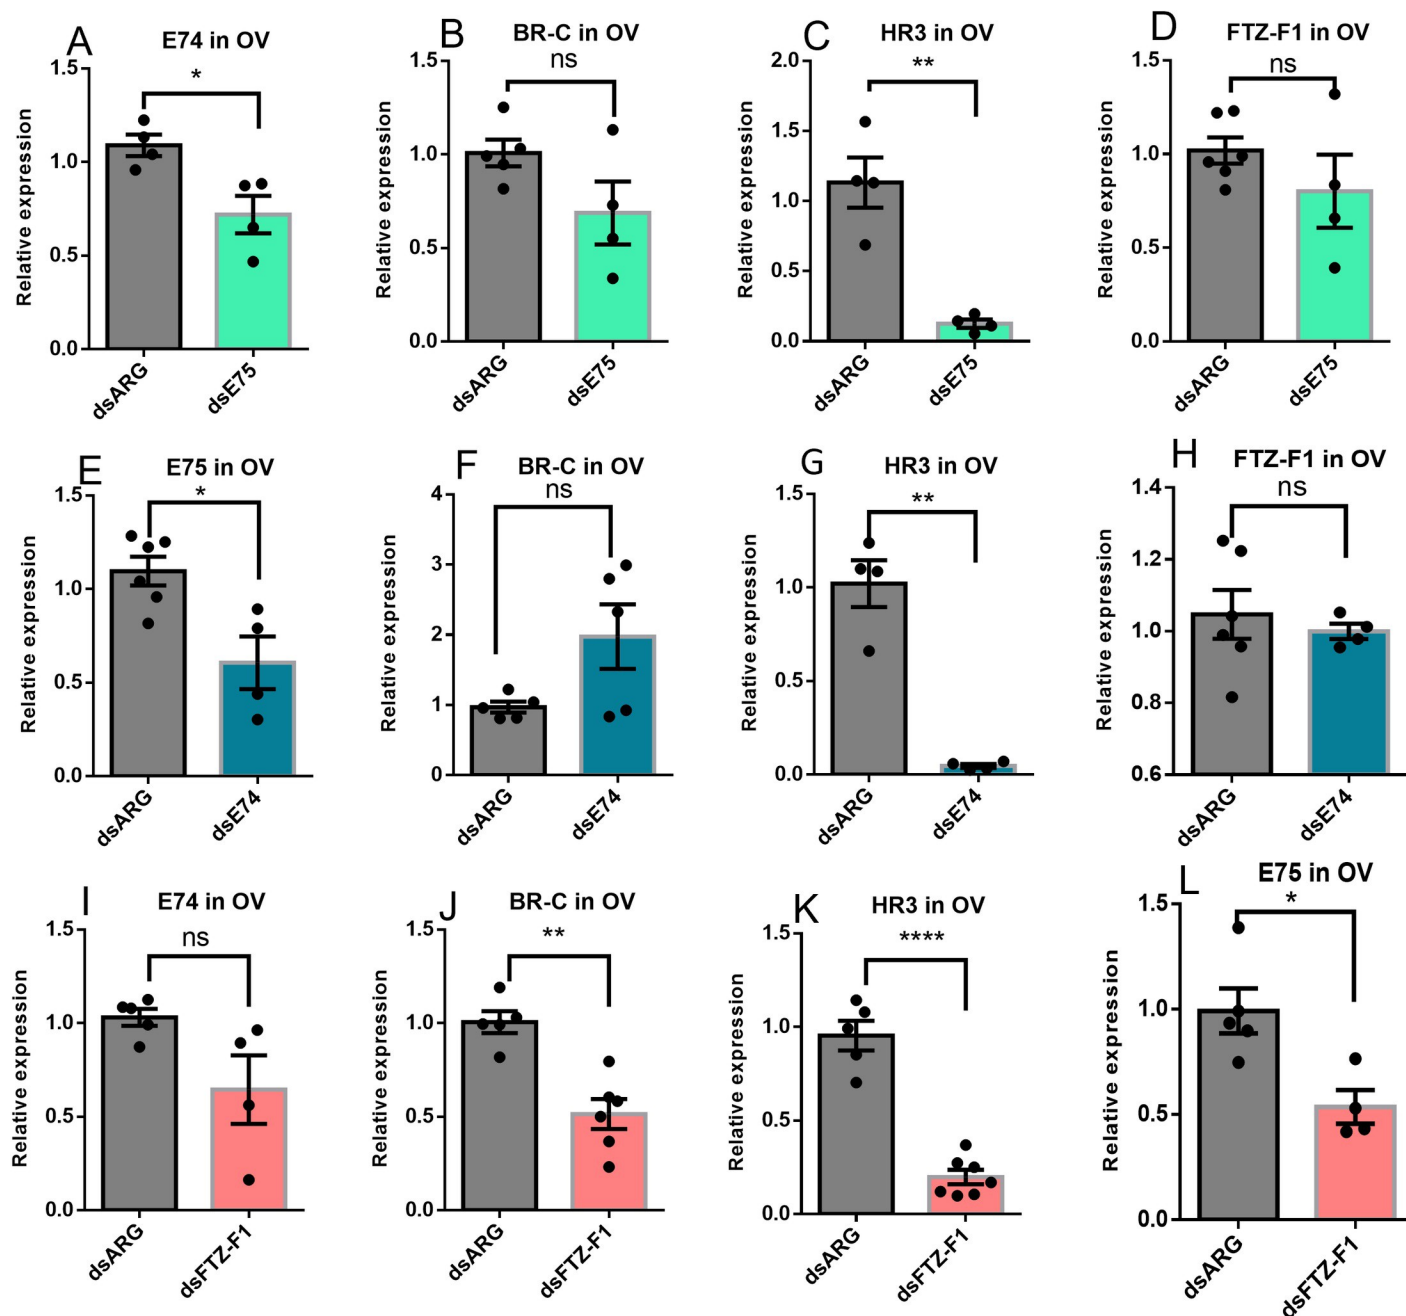 A
E74 in OV
*
Relative expression
1.5
1.0
0.5
0.0
dsARG
dsE75
B
BR-C in OV
ns
Relative expression
1.5
1.0
0.5
0.0
dsARG
dsE75
C
HR3 in OV
**
Relative expression
2.0
1.5
1.0
0.5
0.0
dsARG
dsE75
D
FTZ-F1 in OV
ns
Relative expression
1.5
1.0
0.5
0.0
dsARG
dsE75
E
E75 in OV
*
Relative expression
1.5
1.0
0.5
0.0
dsARG
dsE74
F
BR-C in OV
ns
Relative expression
4
3
2
1
0
dsARG
dsE74
G
HR3 in OV
**
Relative expression
1.5
1.0
0.5
0.0
dsARG
dsE74
H
FTZ-F1 in OV
ns
Relative expression
1.4
1.2
1.0
0.8
0.6
dsARG
dsE74
I
E74 in OV
ns
Relative expression
1.5
1.0
0.5
0.0
dsARG
dsFTZ-F1
J
BR-C in OV
**
Relative expression
1.5
1.0
0.5
0.0
dsARG
dsFTZ-F1
K
HR3 in OV
****
Relative expression
1.5
1.0
0.5
0.0
dsARG
dsFTZ-F1
L
E75 in OV
*
Relative expression
1.5
1.0
0.5
0.0
dsARG
dsFTZ-F1